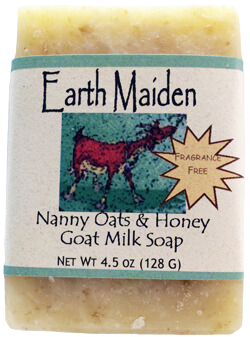 Earth Maiden
FRAGRANCE
FREE
Nanny Oats & Honey
Goat Milk Soap
NET WT 4.5 OZ (128 G)